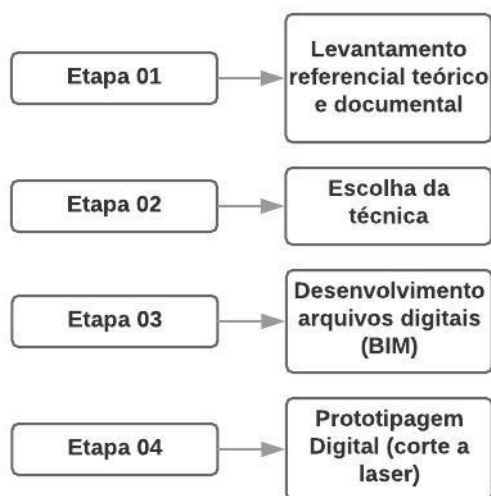 Etapa 01
Levantamento
referencial teórico
e documental
Etapa 02
Escolha da
técnica
Etapa 03
Desenvolvimento
arquivos digitais
(BIM)
Etapa 04
Prototipagem
Digital (corte a
laser)